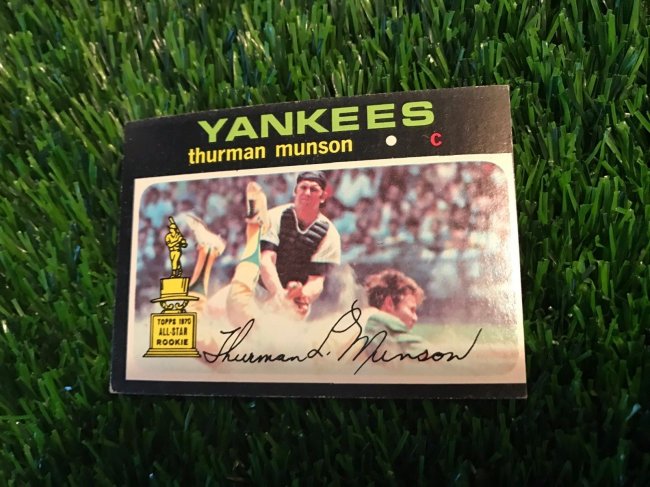 YANKEES
thurman munson • c
TOPPS 1970
ALL-STAR
ROOKIE
Thurman L. Munson